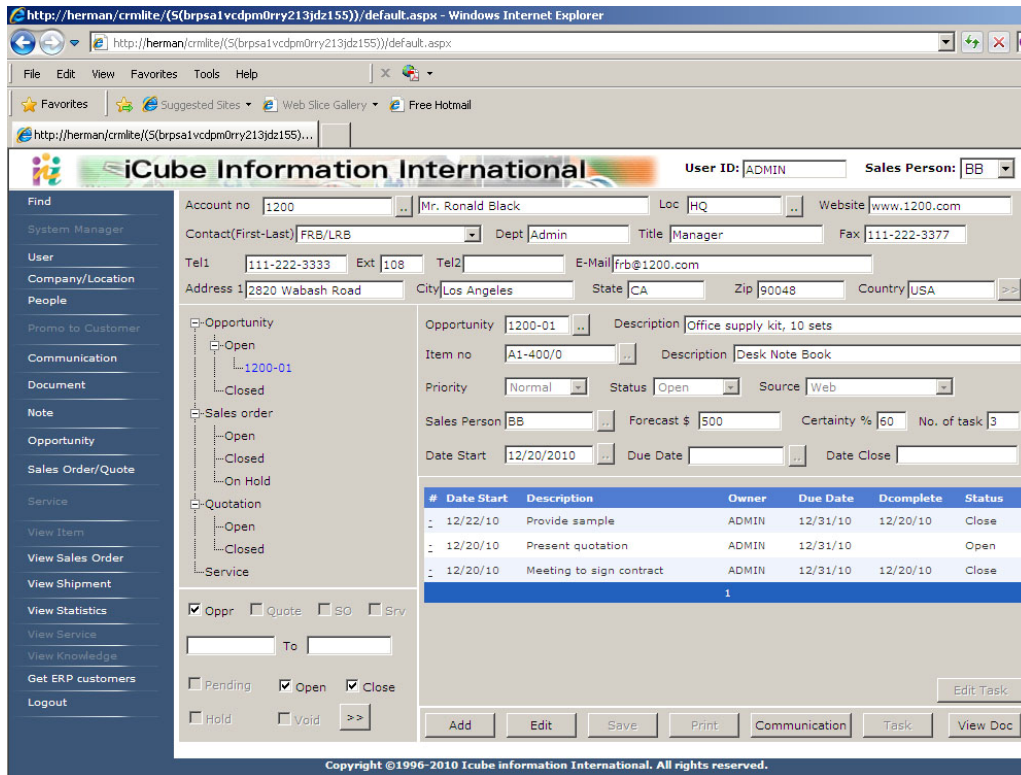 http://herman/crmlite/(S(brpsa1vcdpm0rry213jdz155))/default.aspx - Windows Internet Explorer
http://herman/crmlite/(S(brpsa1vcdpm0rry213jdz155))/default.aspx
File Edit View Favorites Tools Help
Favorites Suggested Sites Web Slice Gallery Free Hotmail
http://herman/crmlite/(S(brpsa1vcdpm0rry213jdz155)...
iCube Information International User ID: ADMIN Sales Person: BB
Find
System Manager
User
Company/Location
People
Promo to Customer
Communication
Document
Note
Opportunity
Sales Order/Quote
Service
View Item
View Sales Order
View Shipment
View Statistics
View Service
View Knowledge
Get ERP customers
Logout
Account no 1200 .. Mr. Ronald Black Loc HQ .. Website www.1200.com
Contact(First-Last) FRB/LRB Dept Admin Title Manager Fax 111-222-3377
Tel1 111-222-3333 Ext 108 Tel2 E-Mail frb@1200.com
Address 1 2820 Wabash Road City Los Angeles State CA Zip 90048 Country USA >>
Opportunity
Open
1200-01
Closed
Sales order
Open
Closed
On Hold
Quotation
Open
Closed
Service
Oppr Quote SO Srv
To
Pending Open Close
Hold Void >>
Opportunity 1200-01 .. Description Office supply kit, 10 sets
Item no A1-400/0 .. Description Desk Note Book
Priority Normal Status Open Source Web
Sales Person BB .. Forecast $ 500 Certainty % 60 No. of task 3
Date Start 12/20/2010 .. Due Date .. Date Close
# Date Start Description Owner Due Date Dcomplete Status
- 12/22/10 Provide sample ADMIN 12/31/10 12/20/10 Close
- 12/20/10 Present quotation ADMIN 12/31/10 Open
- 12/20/10 Meeting to sign contract ADMIN 12/31/10 12/20/10 Close
1
Edit Task
Add Edit Save Print Communication Task View Doc
Copyright ©1996-2010 Icube information International. All rights reserved.